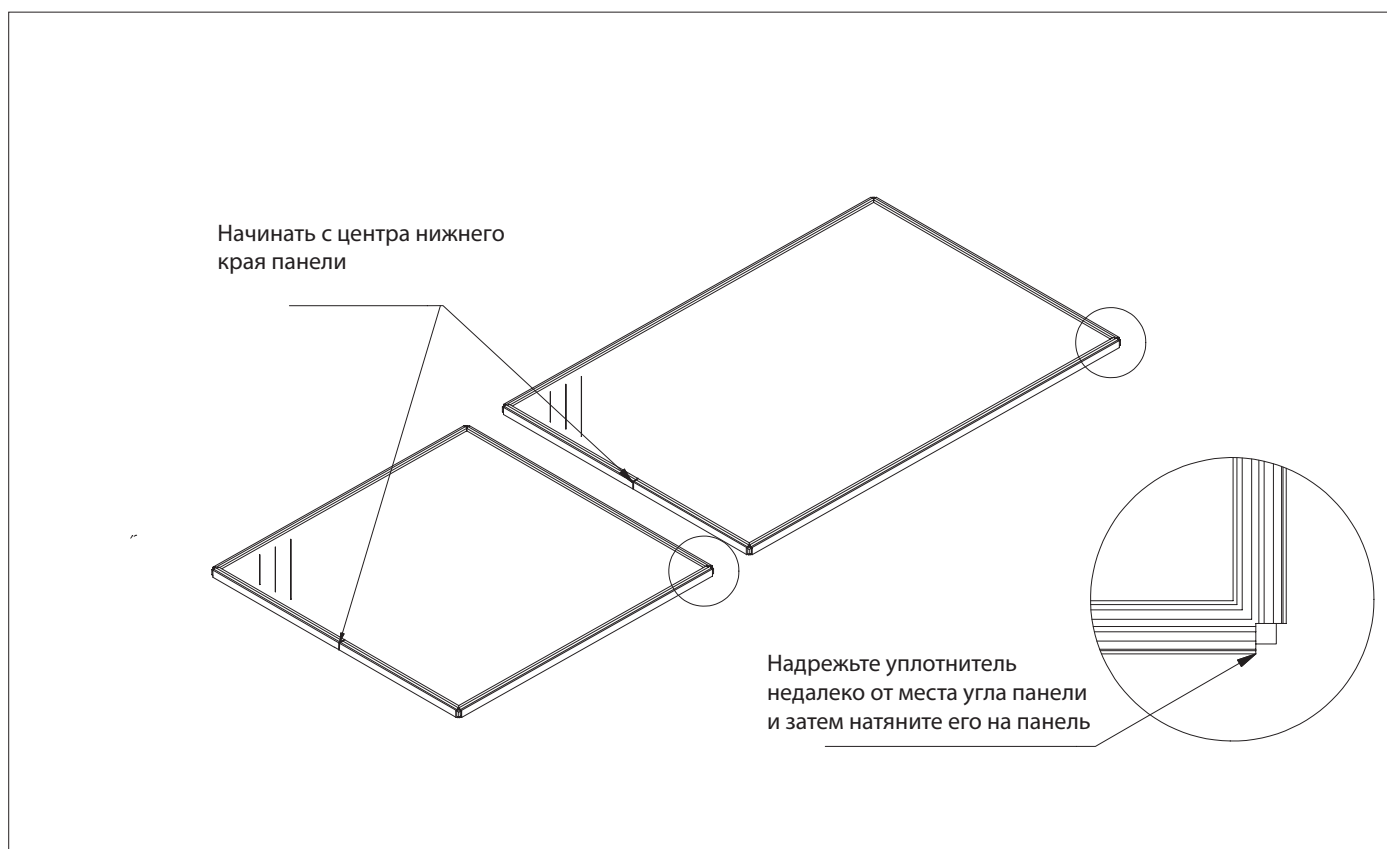 Начинать с центра нижнего
края панели
Надрежьте уплотнитель
недалеко от места угла панели
и затем натяните его на панель